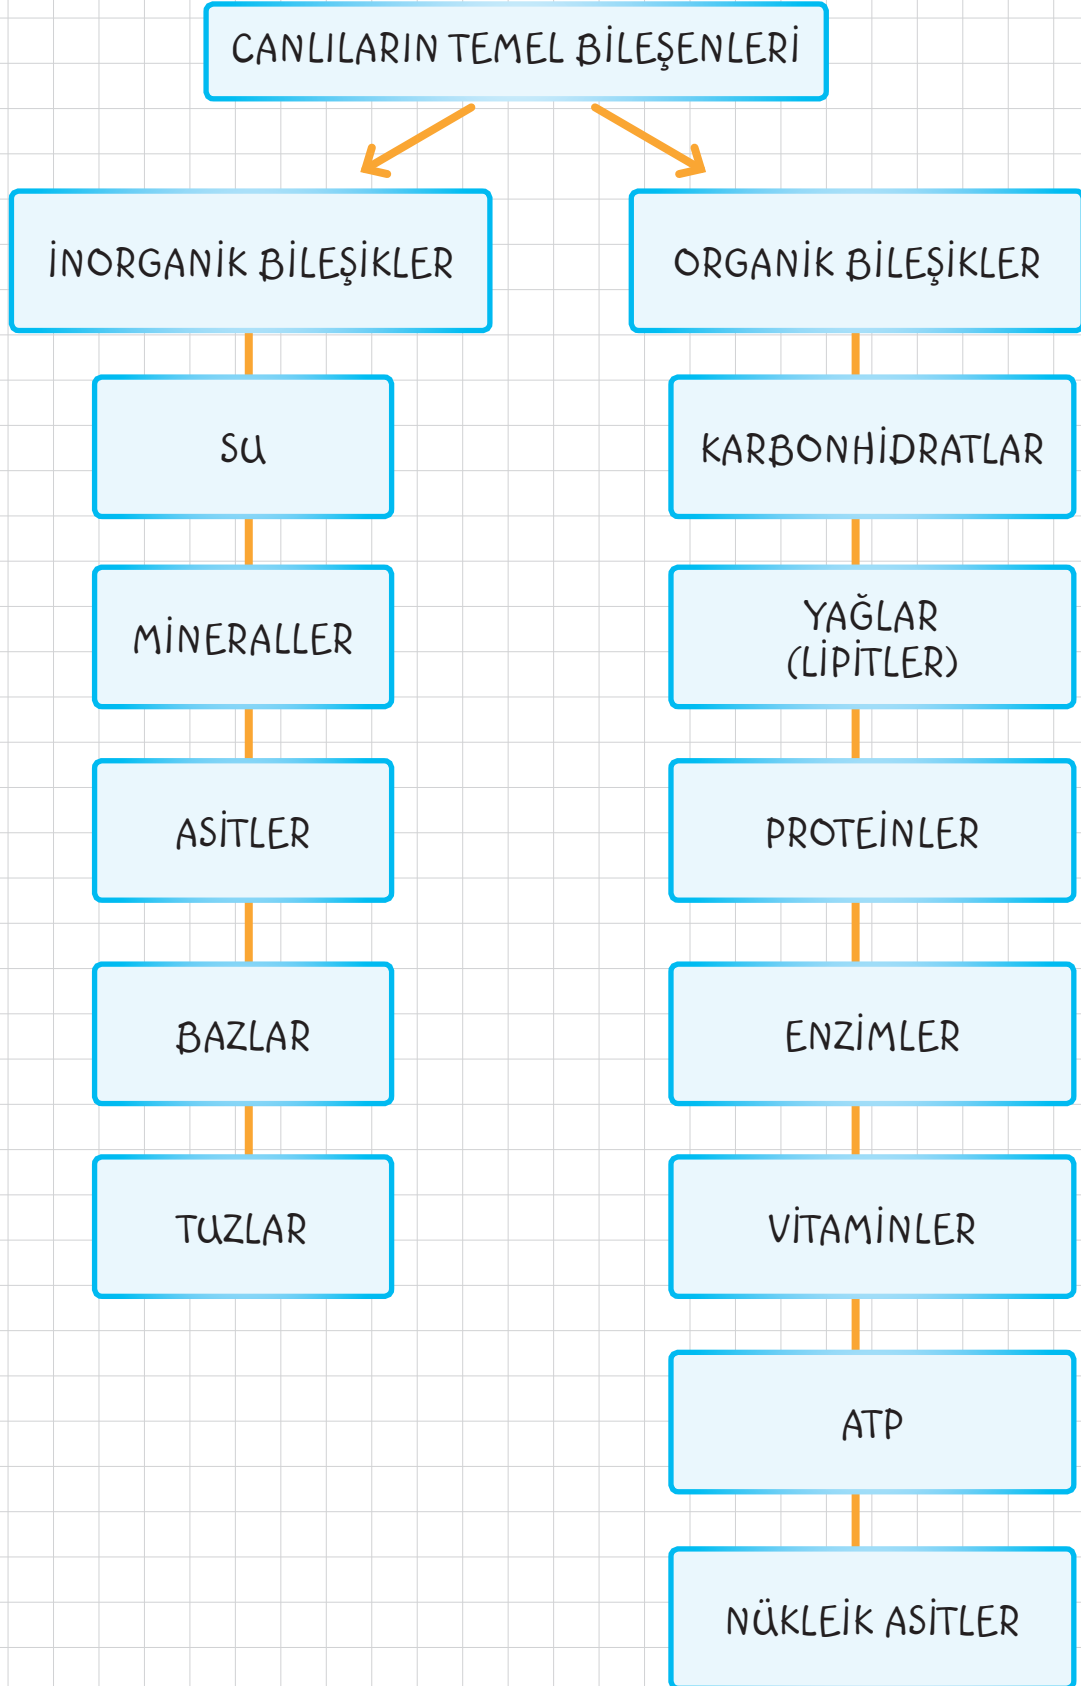 CANLILARIN TEMEL BİLEŞENLERİ
İNORGANİK BİLEŞİKLER
SU
MİNERALLER
ASİTLER
BAZLAR
TUZLAR
ORGANİK BİLEŞİKLER
KARBONHİDRATLAR
YAĞLAR
(LİPİTLER)
PROTEİNLER
ENZİMLER
VİTAMİNLER
ATP
NÜKLEİK ASİTLER